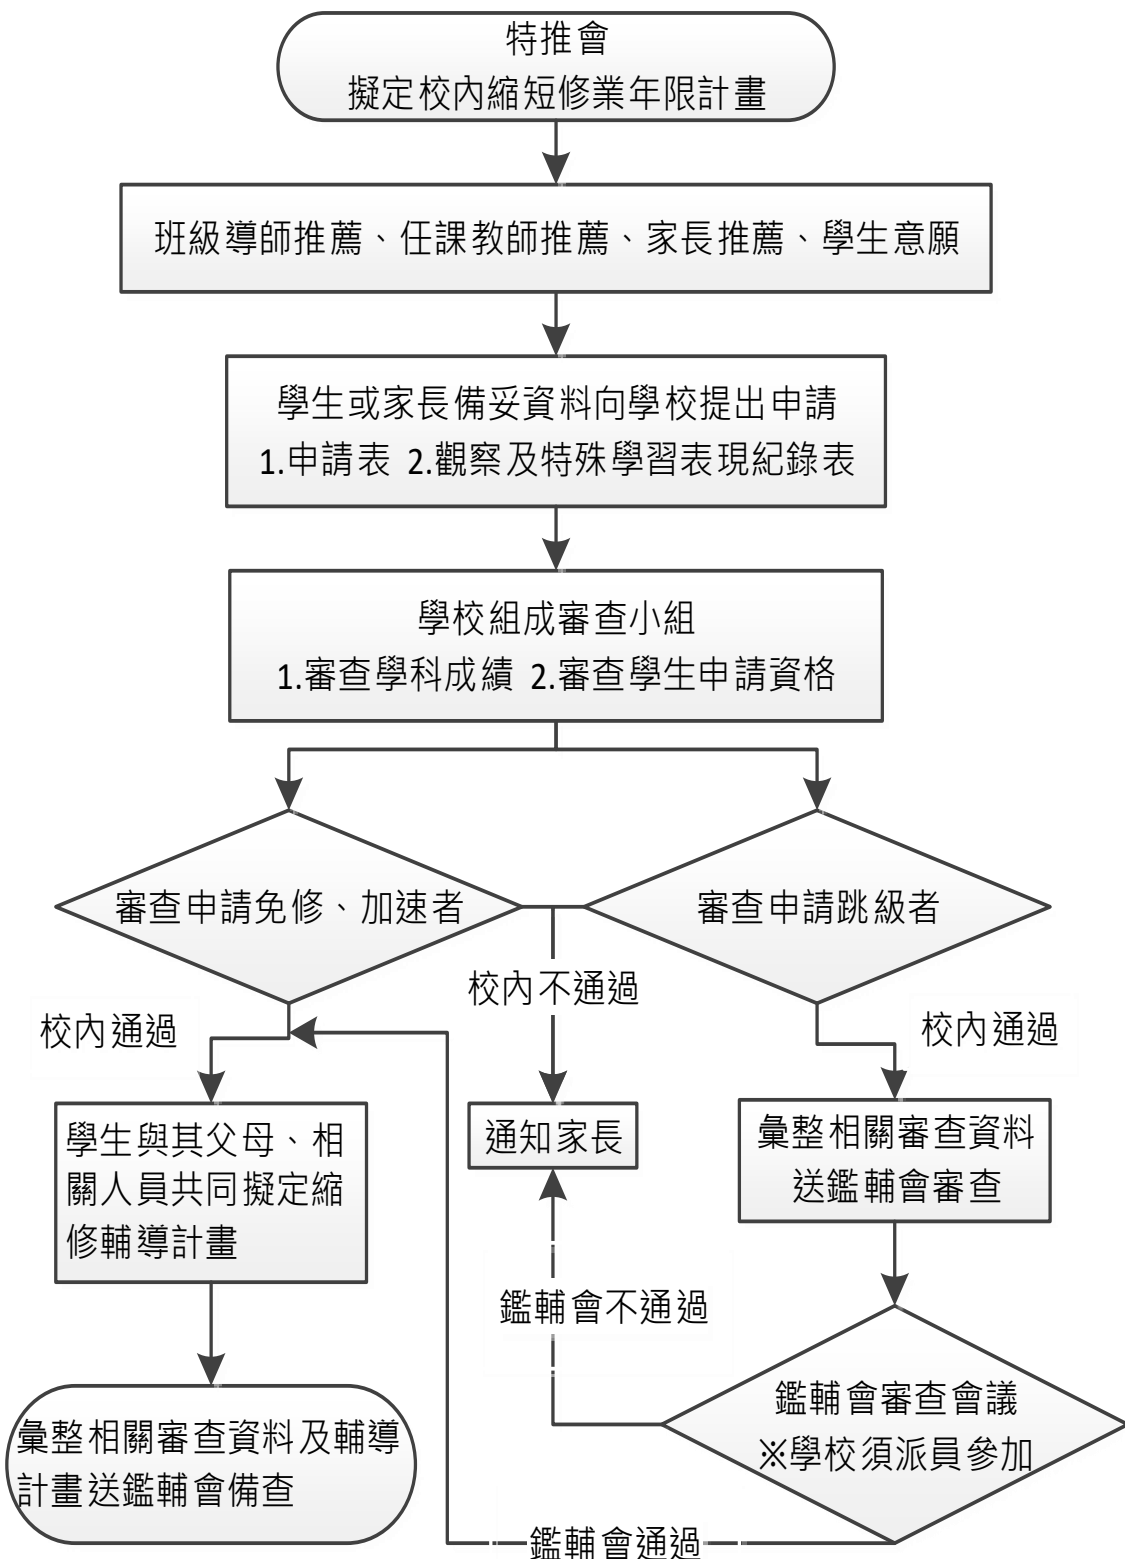 特推會
擬定校內縮短修業年限計畫
班級導師推薦、任課教師推薦、家長推薦、學生意願
學生或家長備妥資料向學校提出申請
1.申請表 2.觀察及特殊學習表現紀錄表
學校組成審查小組
1.審查學科成績 2.審查學生申請資格
審查申請免修、加速者
審查申請跳級者
校內不通過
校內通過
校內通過
學生與其父母、相
關人員共同擬定縮
修輔導計畫
通知家長
彙整相關審查資料
送鑑輔會審查
鑑輔會不通過
鑑輔會審查會議
※學校須派員參加
彙整相關審查資料及輔導
計畫送鑑輔會備查
鑑輔會通過